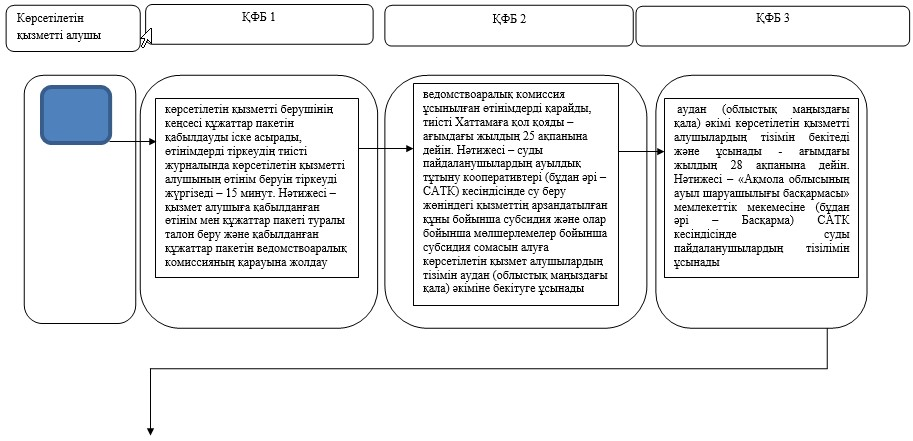 Көрсетілетін
қызметті алушы
ҚФБ 1
ҚФБ 2
ҚФБ 3
көрсетілетін қызметті берушінің
кеңсесі құжаттар пакетін
қабылдауды іске асырады,
өтінімдерді тіркеудің тиісті
журналында көрсетілетін қызметті
алушының өтінім беруін тіркеуді
жүргізеді – 15 минут. Нәтижесі –
қызмет алушыға қабылданған
өтінім мен құжаттар пакеті туралы
талон беру және қабылданған
құжаттар пакетін ведомствоаралық
комиссияның қарауына жолдау
ведомствоаралық комиссия
ұсынылған өтінімдерді қарайды,
тиісті Хаттамаға қол қояды –
ағымдағы жылдың 25 ақпанына
дейін. Нәтижесі – суды
пайдаланушылардың ауылдық
тұтыну кооперативтері (бұдан әрі –
САТК) кесіндісінде су беру
жөніндегі қызметтің арзандатылған
құны бойынша субсидия және олар
бойынша мөлшерлемелер бойынша
субсидия сомасын алуға
көрсетілетін қызмет алушылардың
тізімін аудан (облыстық маңыздағы
қала) әкіміне бекітуге ұсынады
аудан (облыстық маңыздағы
қала) әкімі көрсетілетін қызметті
алушылардың тізімін бекітеді
және ұсынады - ағымдағы
жылдың 28 ақпанына дейін.
Нәтижесі – «Ақмола облысының
ауыл шаруашылығы басқармасы»
мемлекеттік мекемесіне (бұдан
әрі – Басқарма) САТК
кесіндісінде суды
пайдаланушылардың тізілімін
ұсынады